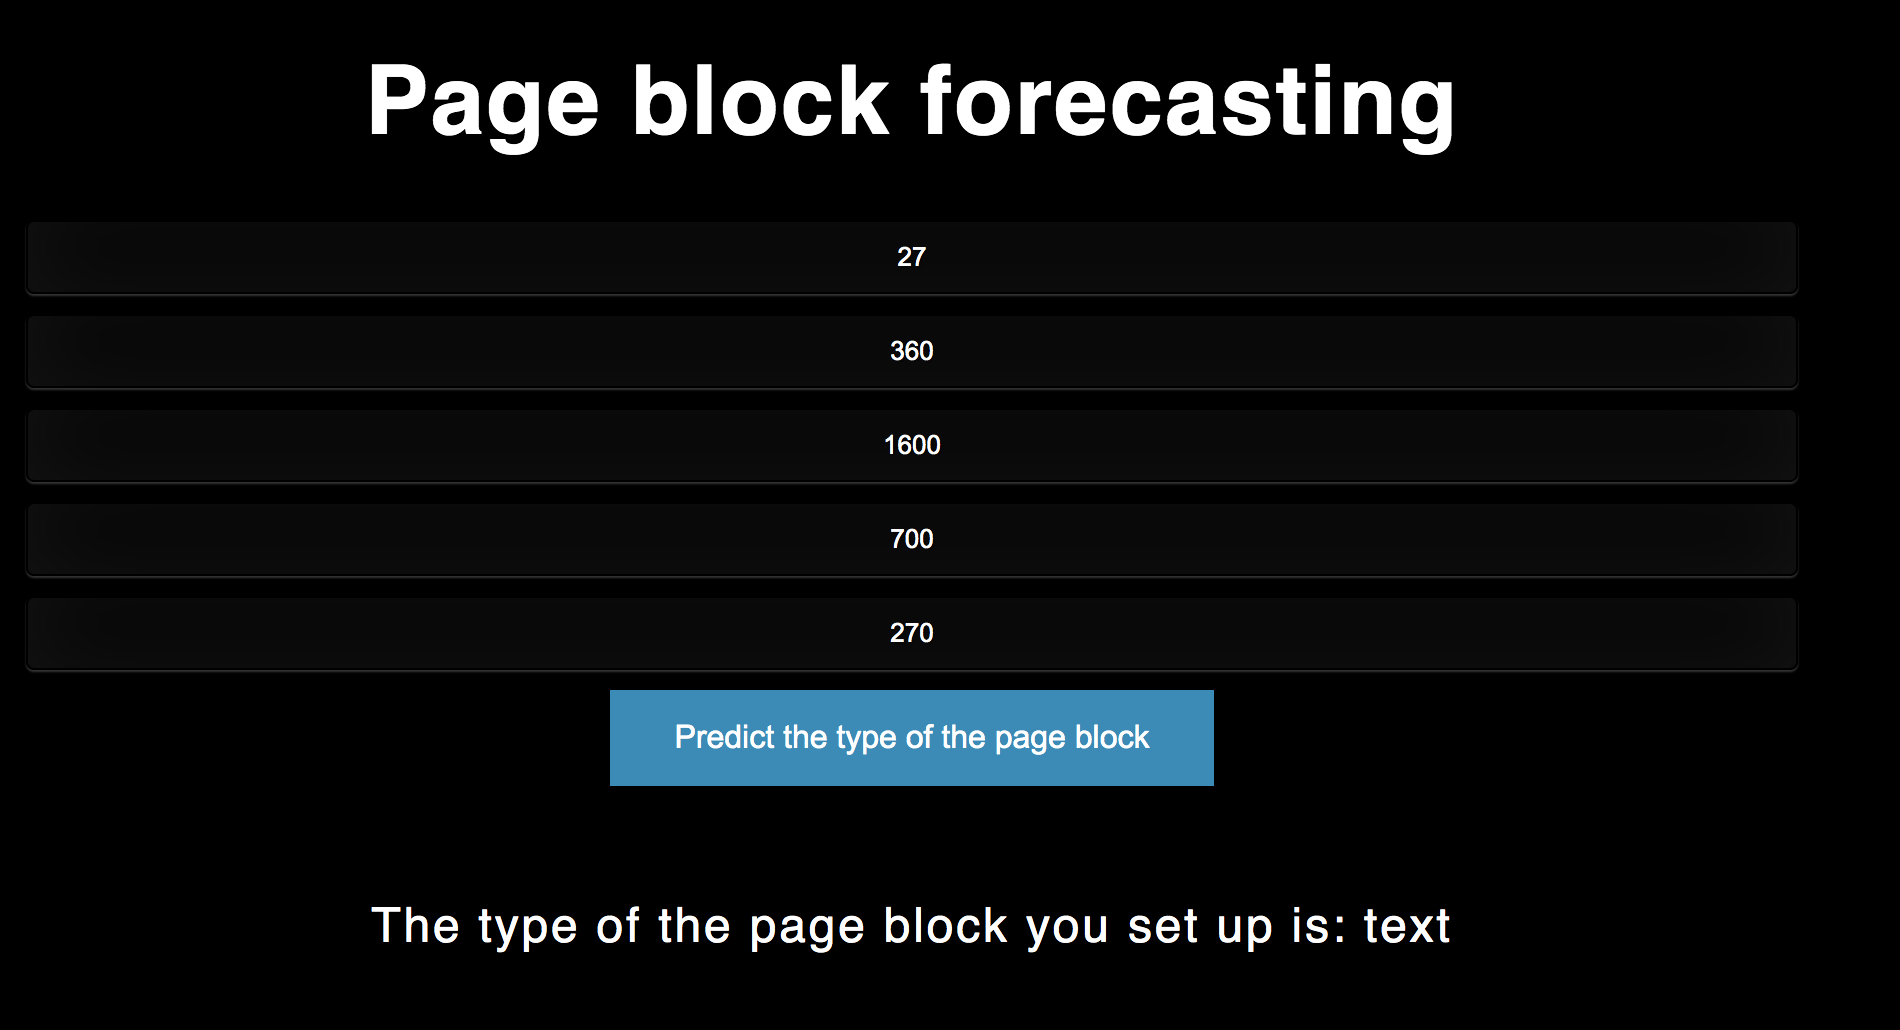 Page block forecasting
27
360
1600
700
270
Predict the type of the page block
The type of the page block you set up is: text